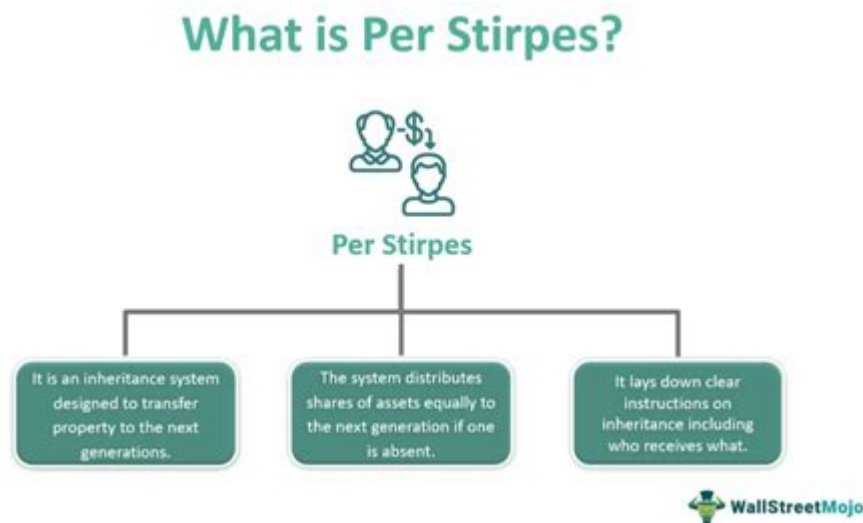 What is Per Stirpes?
$
Per Stirpes
It is an inheritance system
designed to transfer
property to the next
generations.
The system distributes
shares of assets equally to
the next generation if one
is absent.
It lays down clear
instructions on
inheritance including
who receives what.
WallStreetMojo